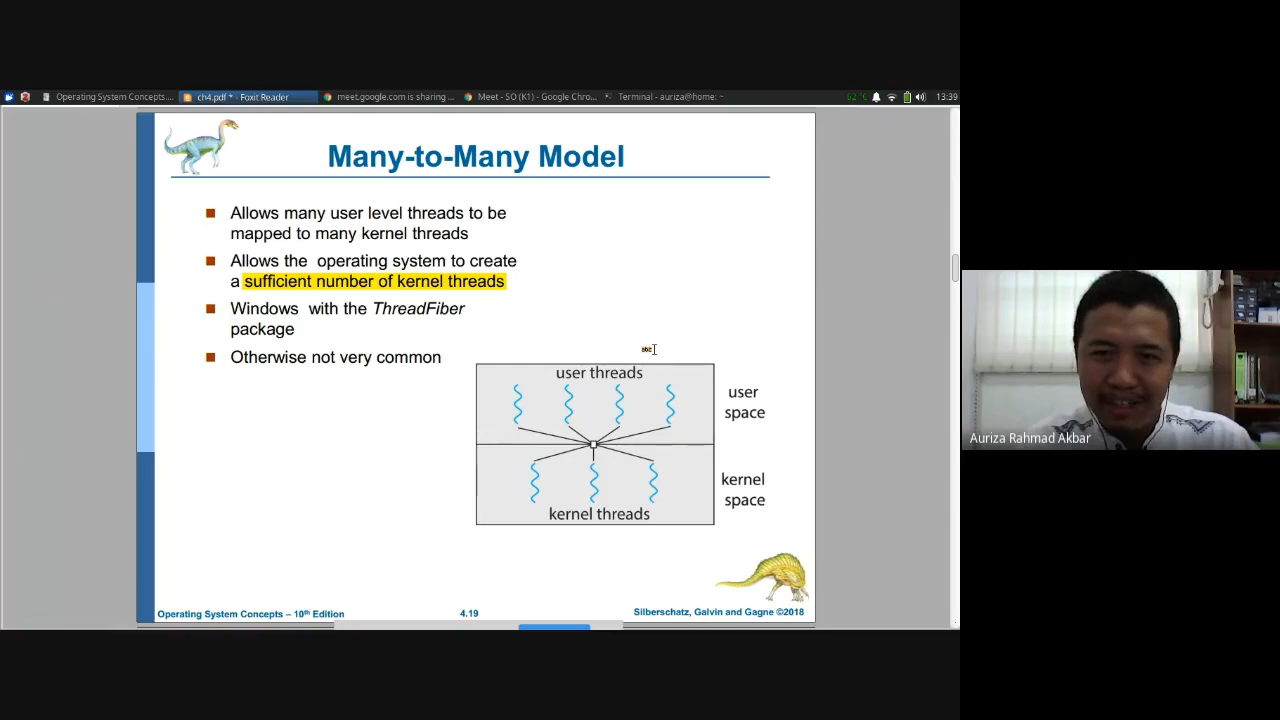 Operating System Concepts....
ch4.pdf * - Foxit Reader
meet.google.com is sharing ...
Meet - SO (K1) - Google Chro...
Terminal - auriza@home: ~
62 °C
13:39
Many-to-Many Model
Allows many user level threads to be
mapped to many kernel threads
Allows the operating system to create
a sufficient number of kernel threads
Windows with the ThreadFiber
package
Otherwise not very common
user threads
user
space
kernel
space
kernel threads
Auriza Rahmad Akbar
Operating System Concepts – 10th Edition
4.19
Silberschatz, Galvin and Gagne ©2018